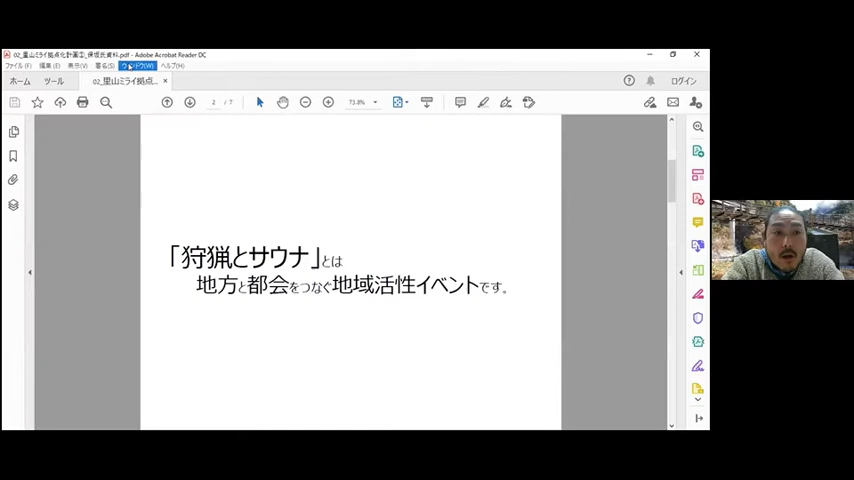 02_里山ミライ拠点化計画①_保坂氏資料.pdf - Adobe Acrobat Reader DC
ファイル(F) 編集(E) 表示(V) 署名(S) ウィンドウ(W) ヘルプ(H)
ホーム ツール 02_里山ミライ拠点... × ログイン
2 / 7 73.8%
「狩猟とサウナ」とは
地方と都会をつなぐ地域活性イベントです。